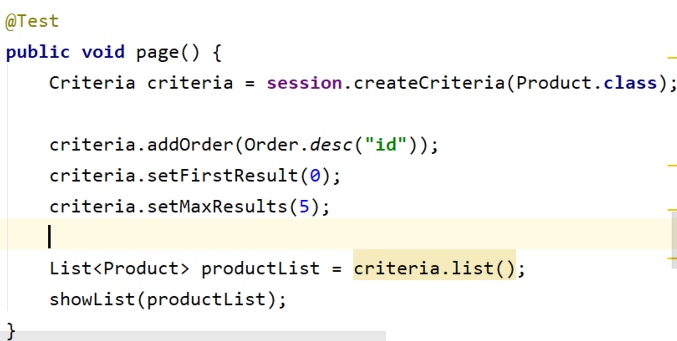 @Test
public void page() {
Criteria criteria = session.createCriteria(Product.class);
criteria.addOrder(Order.desc("id"));
criteria.setFirstResult(0);
criteria.setMaxResults(5);
List<Product> productList = criteria.list();
showList(productList);
}